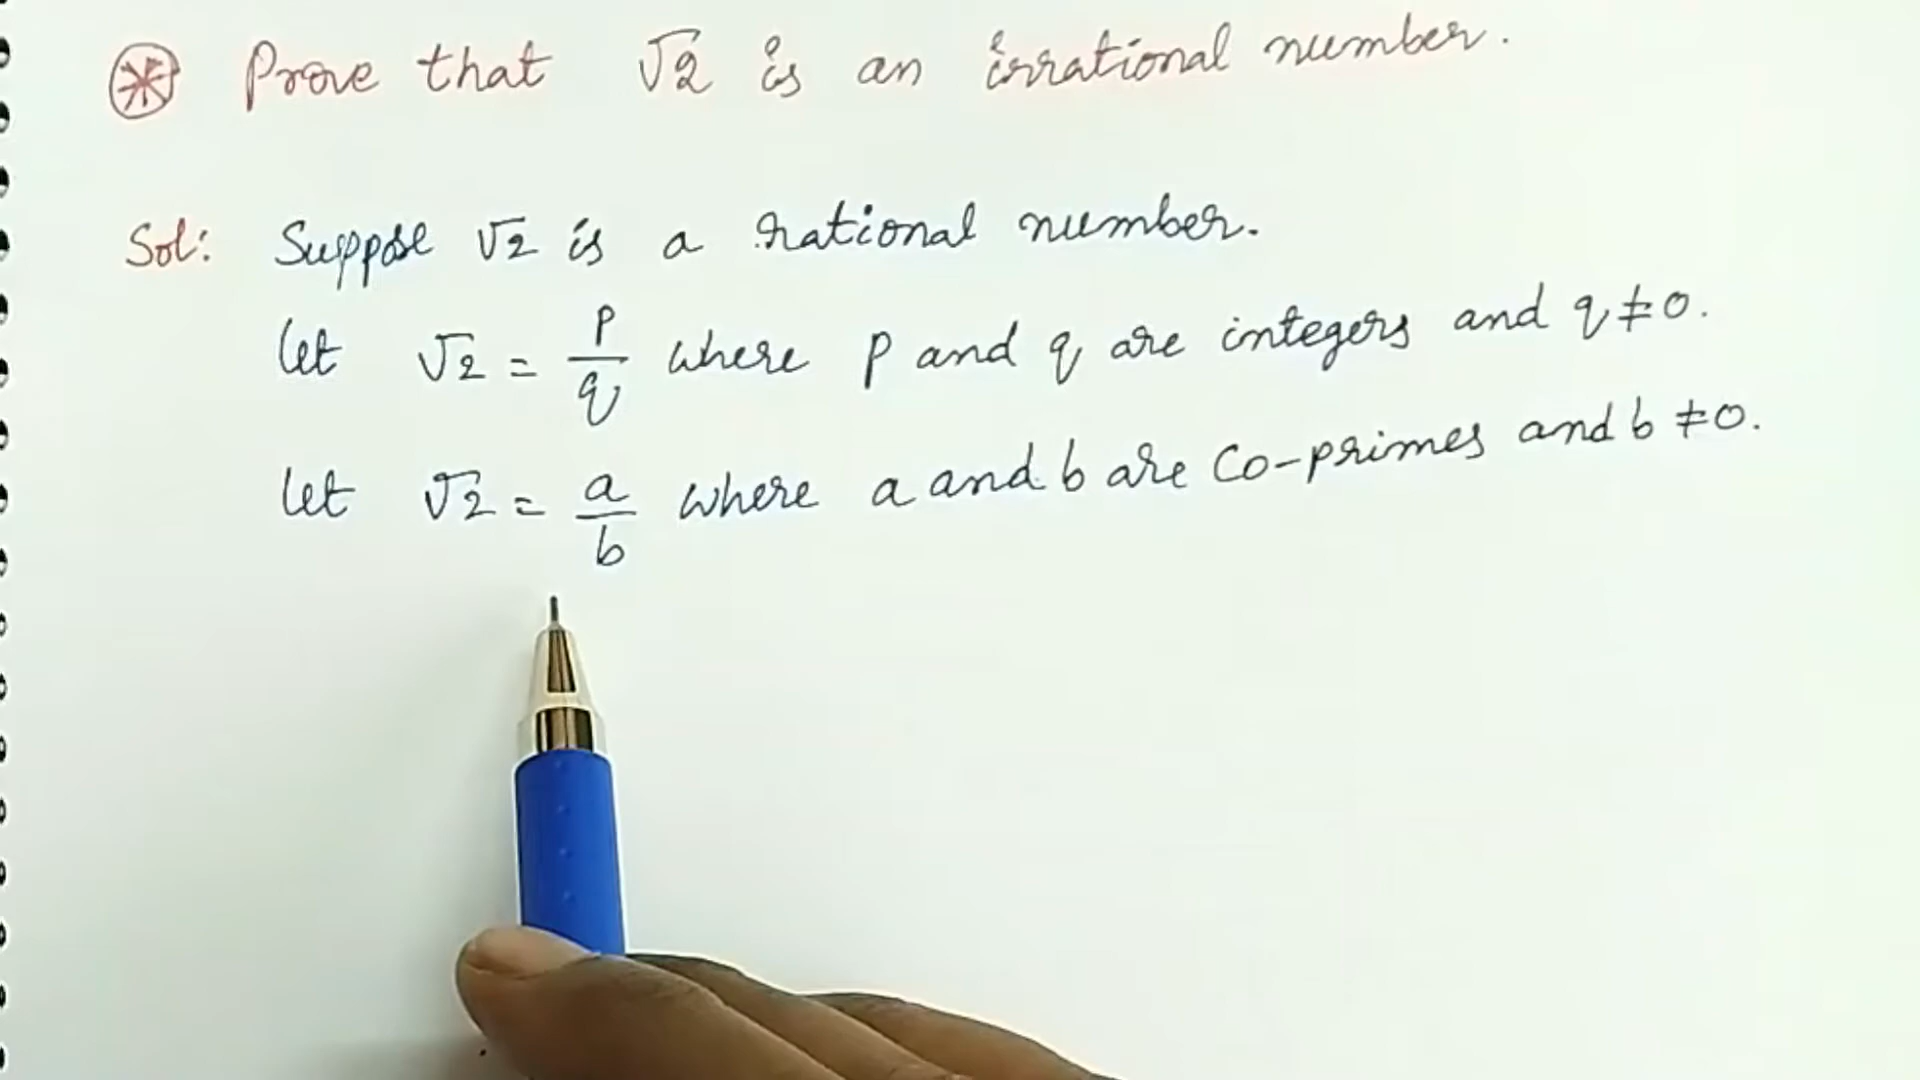 Prove that √2 is an irrational number.
Sol: Suppose √2 is a rational number.
let √2 = p/q where p and q are integers and q ≠ 0.
let √2 = a/b where a and b are Co-primes and b ≠ 0.